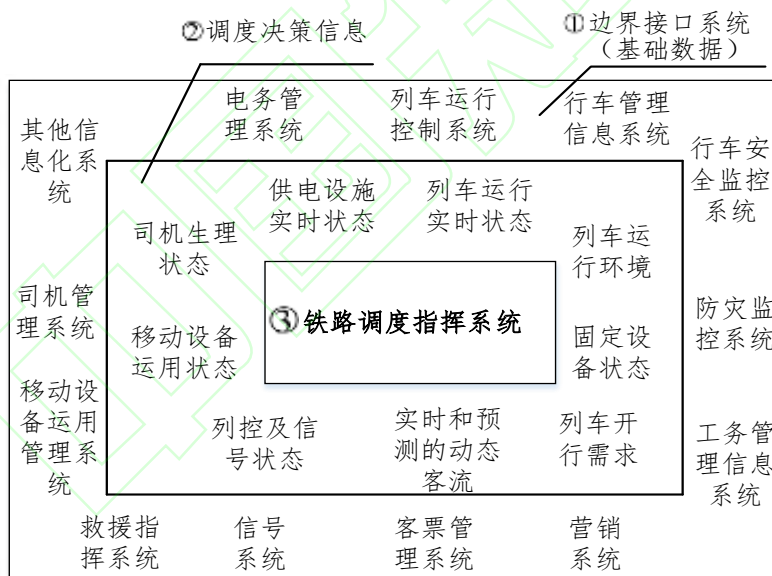 ②调度决策信息
①边界接口系统
（基础数据）
其他信
息化系
统
电务管
理系统
列车运行
控制系统
行车管理
信息系统
行车安
全监控
系统
司机生理
状态
供电设施
实时状态
列车运行
实时状态
列车运
行环境
司机管
理系统
移动设备
运用状态
③铁路调度指挥系统
固定设
备状态
防灾监
控系统
移动设
备运用
管理系
统
列控及信
号状态
实时和预
测的动态
客流
列车开
行需求
工务管
理信息
系统
救援指
挥系统
信号
系统
客票管
理系统
营销
系统